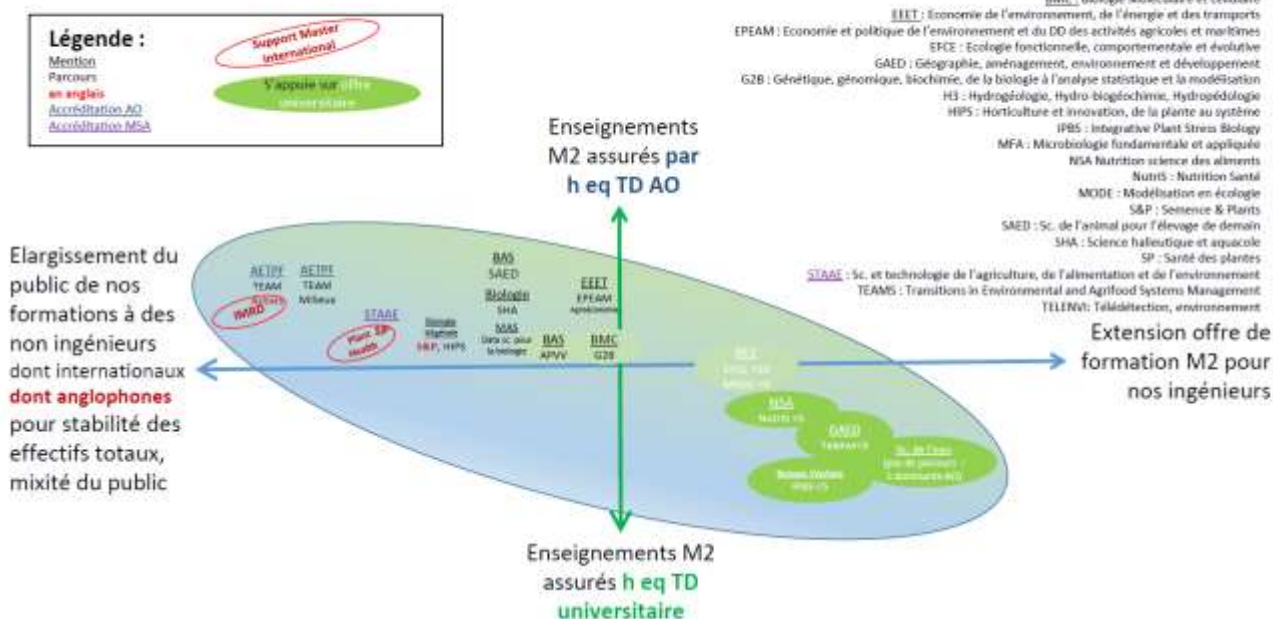 Légende :
Mention
Parcours
en anglais
Accréditation AO
Accréditation MSA
Support Master
International
S'appuie sur offre
universitaire
BMC : Biologie Moléculaire et cellulaire
EEET : Economie de l'environnement, de l'énergie et des transports
EPEAM : Economie et politique de l'environnement et du DD des activités agricoles et maritimes
EFCE : Ecologie fonctionnelle, comportementale et évolutive
GAED : Géographie, aménagement, environnement et développement
G2B : Génétique, génomique, biochimie, de la biologie à l'analyse statistique et la modélisation
H3 : Hydrogéologie, Hydro-biogéochimie, Hydropédologie
HIPS : Horticulture et innovation, de la plante au système
IPBS : Integrative Plant Stress Biology
MFA : Microbiologie fundamentale et appliquée
NSA Nutrition science des aliments
NutriS : Nutrition Santé
MODE : Modélisation en écologie
S&P : Semence & Plants
SAED : Sc. de l'animal pour l'élevage de demain
SHA : Science halieutique et aquacole
SP : Santé des plantes
STAAE : Sc. et technologie de l'agriculture, de l'alimentation et de l'environnement
TEAMS : Transitions in Environmental and Agrifood Systems Management
TELENVI: Télédétection, environnement
Enseignements
M2 assurés par
h eq TD AO
Elargissement du
public de nos
formations à des
non ingénieurs
dont internationaux
dont anglophones
pour stabilité des
effectifs totaux,
mixité du public
AETPF
TEAM
IMRD
AETPF
TEAM
Milieux
STAAE
Plant
Health
Biologie
S&P, HIPS
BAS
SAED
Biologie
SHA
MAS
Data sc. pour
la biologie
BAS
APVV
EEET
EPEAM
BMC
G2B
NSA
GAED
Sc. de l'eau
Extension offre de
formation M2 pour
nos ingénieurs
Enseignements M2
assurés h eq TD
universitaire